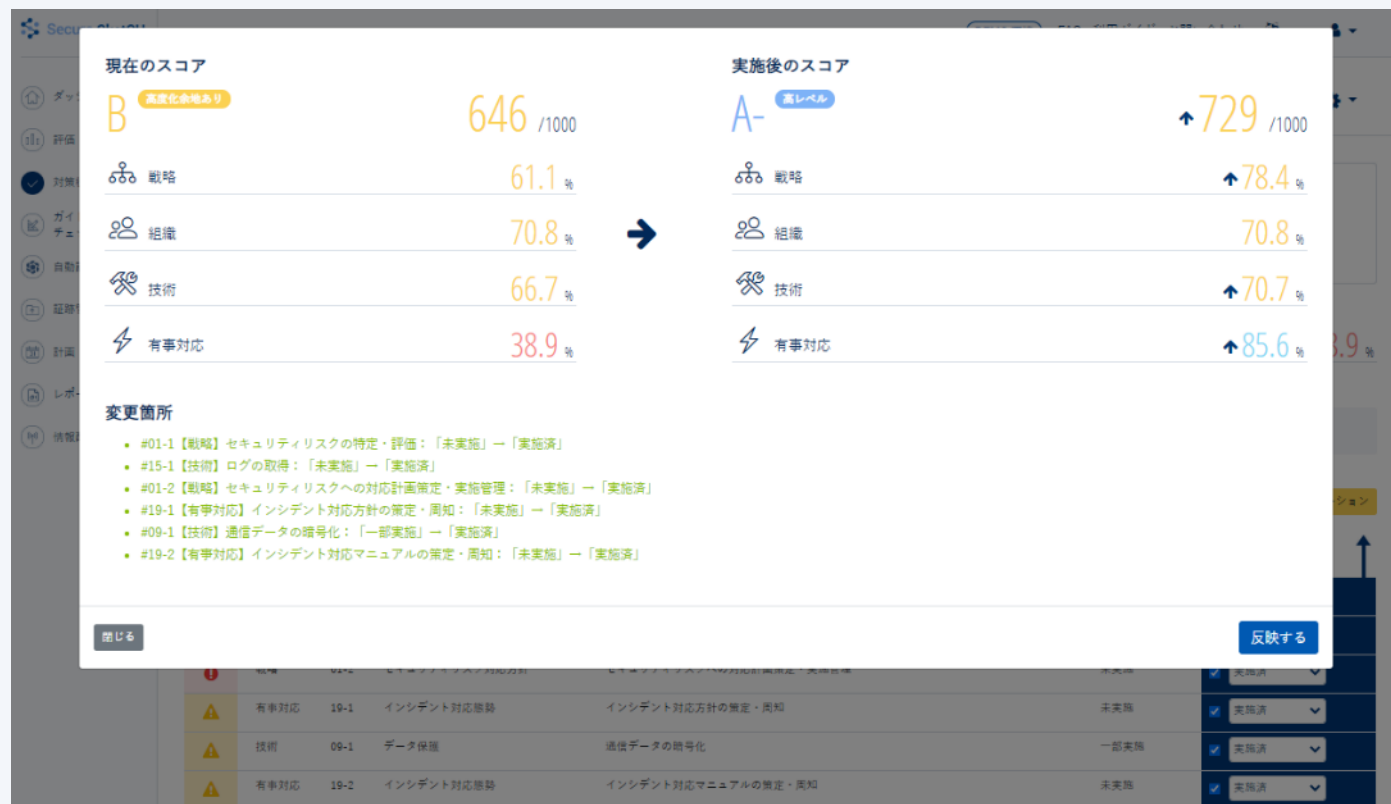 Secure
現在のスコア
B 高度化余地あり 646 /1000
戦略 61.1 %
組織 70.8 %
技術 66.7 %
有事対応 38.9 %
実施後のスコア
A- 高レベル 729 /1000
戦略 78.4 %
組織 70.8 %
技術 70.7 %
有事対応 85.6 %
変更箇所
#01-1【戦略】セキュリティリスクの特定・評価：「未実施」→「実施済」
#15-1【技術】ログの取得：「未実施」→「実施済」
#01-2【戦略】セキュリティリスクへの対応計画策定・実施管理：「未実施」→「実施済」
#19-1【有事対応】インシデント対応方針の策定・周知：「未実施」→「実施済」
#09-1【技術】通信データの暗号化：「一部実施」→「実施済」
#19-2【有事対応】インシデント対応マニュアルの策定・周知：「未実施」→「実施済」
閉じる
反映する
評価
計画
有事対応 19-1 インシデント対応態勢 インシデント対応方針の策定・周知 未実施 実施済
技術 09-1 データ保護 通信データの暗号化 一部実施 実施済
有事対応 19-2 インシデント対応態勢 インシデント対応マニュアルの策定・周知 未実施 実施済